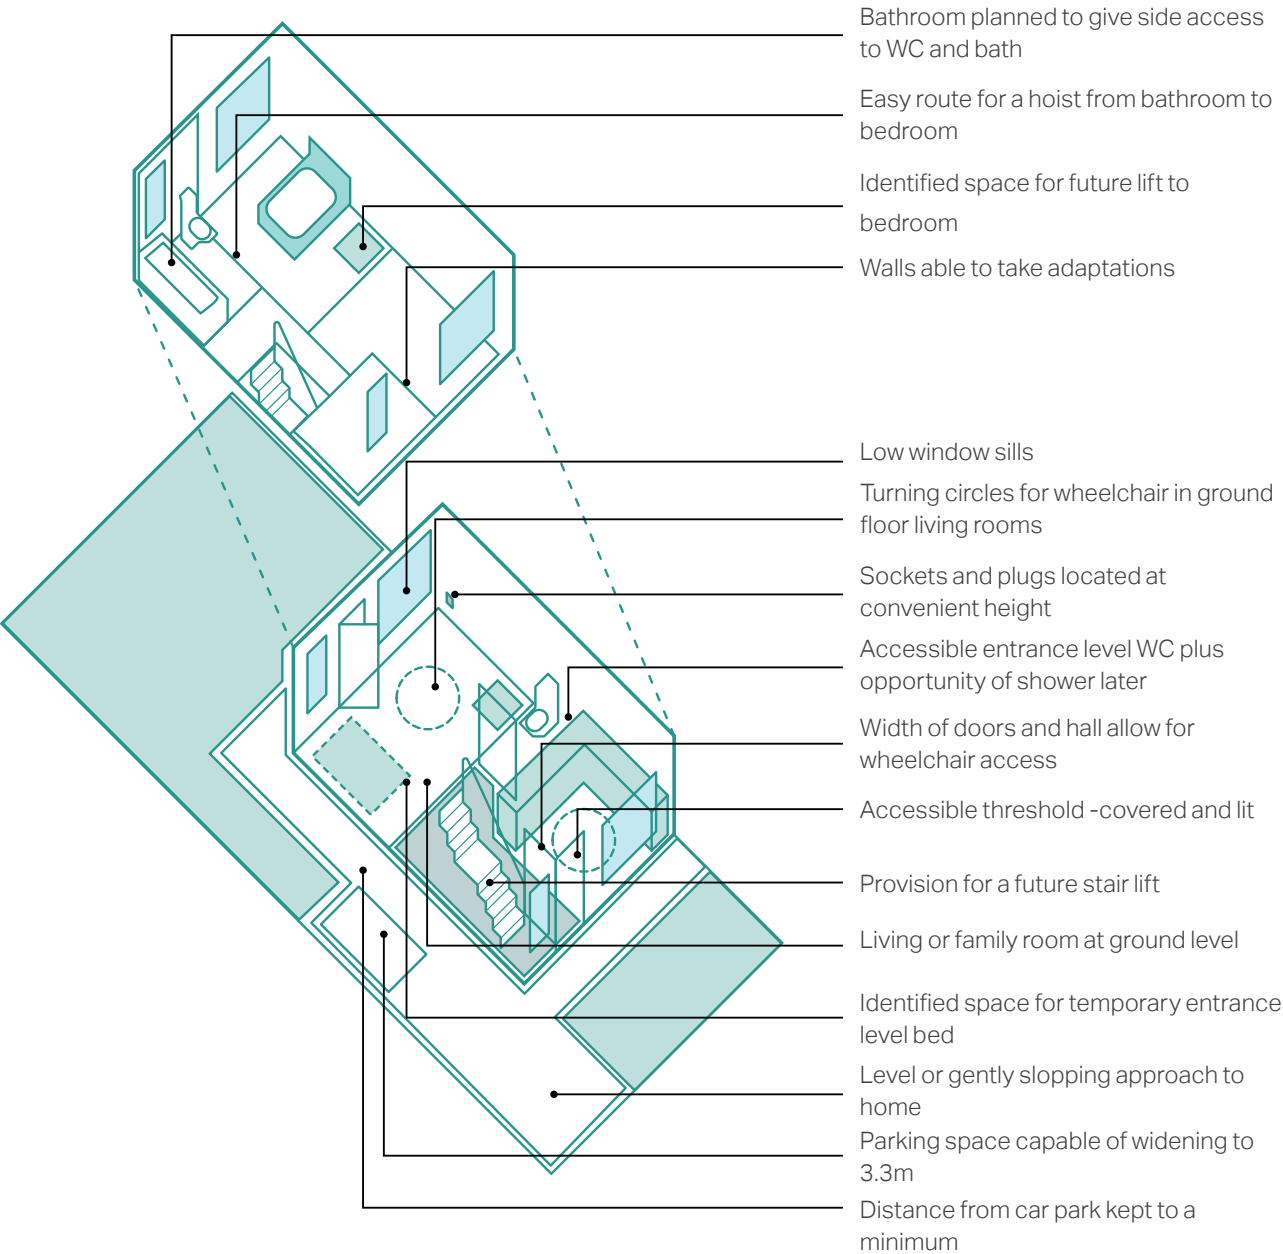 Bathroom planned to give side access
to WC and bath
Easy route for a hoist from bathroom to
bedroom
Identified space for future lift to
bedroom
Walls able to take adaptations
Low window sills
Turning circles for wheelchair in ground
floor living rooms
Sockets and plugs located at
convenient height
Accessible entrance level WC plus
opportunity of shower later
Width of doors and hall allow for
wheelchair access
Accessible threshold -covered and lit
Provision for a future stair lift
Living or family room at ground level
Identified space for temporary entrance
level bed
Level or gently slopping approach to
home
Parking space capable of widening to
3.3m
Distance from car park kept to a
minimum